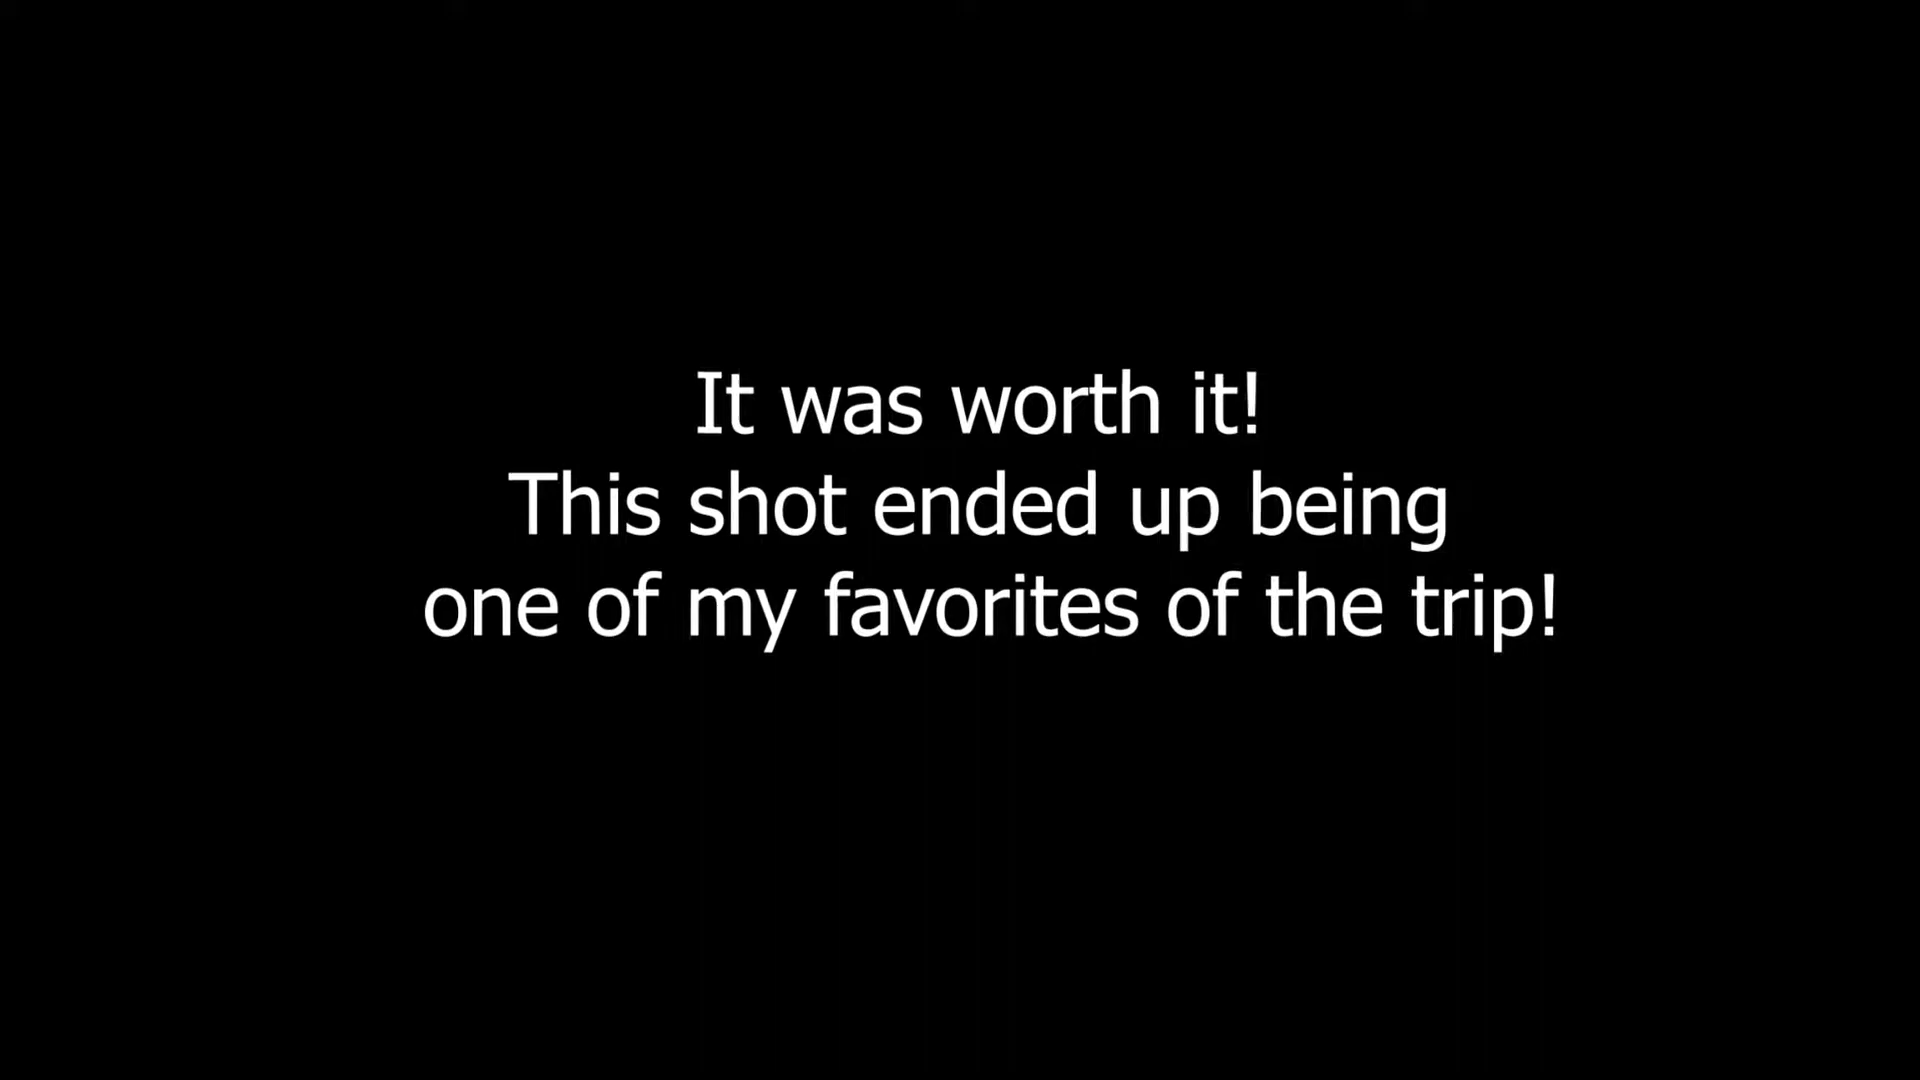 It was worth it!
This shot ended up being
one of my favorites of the trip!